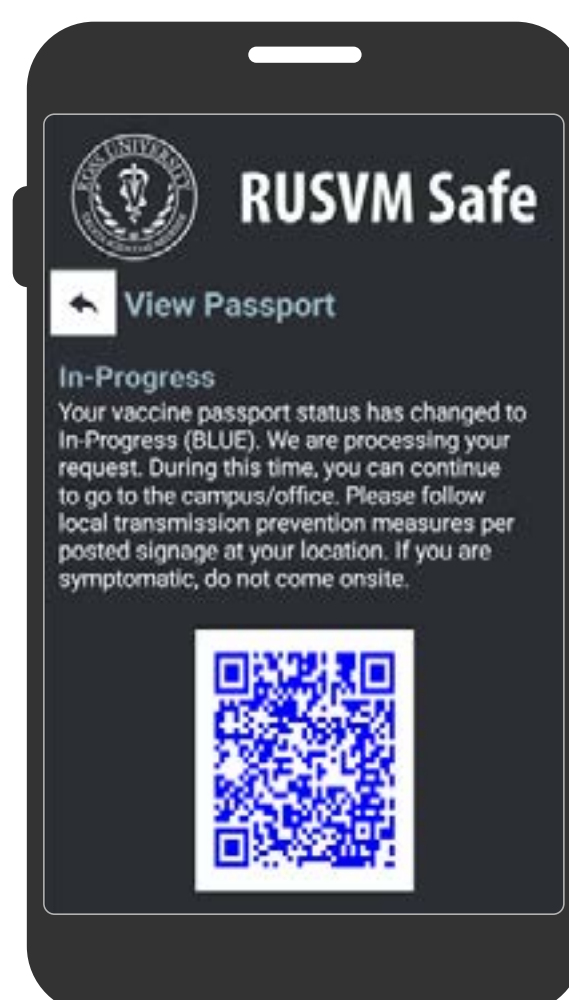 ROSS UNIVERSITY
RUSVM Safe
View Passport
In-Progress
Your vaccine passport status has changed to
In-Progress (BLUE). We are processing your
request. During this time, you can continue
to go to the campus/office. Please follow
local transmission prevention measures per
posted signage at your location. If you are
symptomatic, do not come onsite.